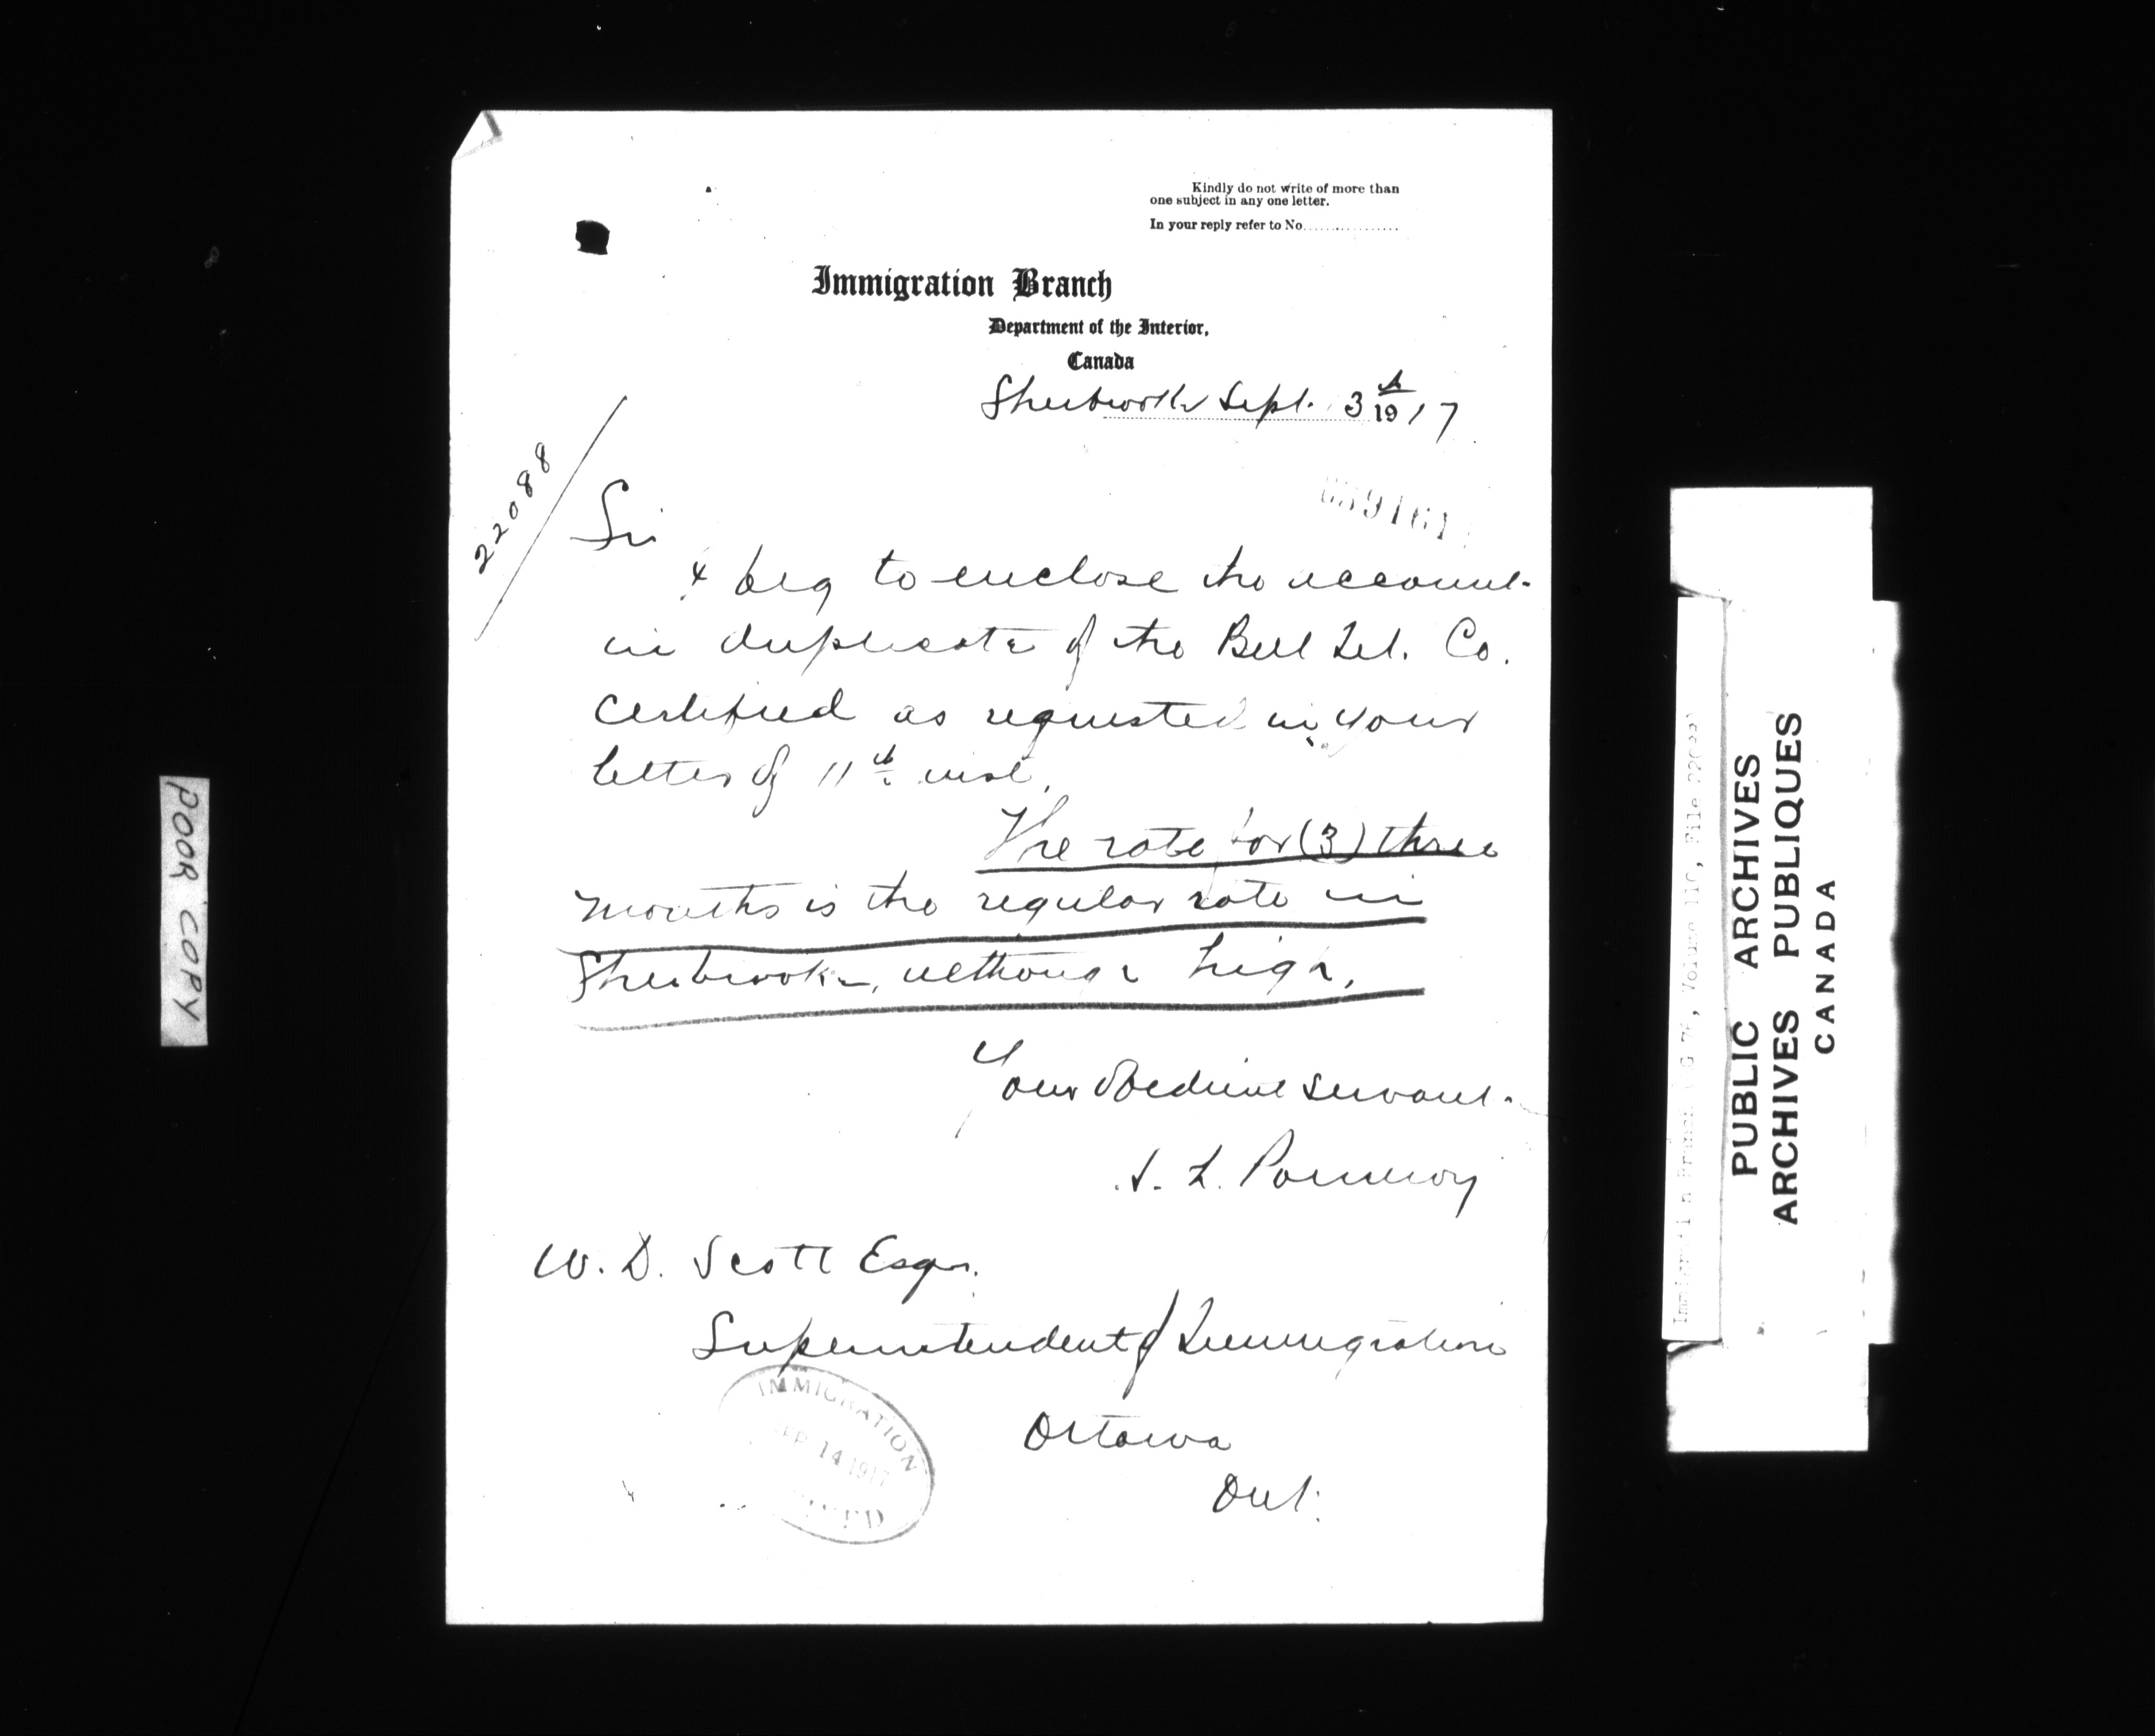 Kindly do not write of more than
one subject in any one letter.
In your reply refer to No..................
Immigration Branch
Department of the Interior,
Canada
Sherbrooke Sept. 3th 1917
22088
Sir
I beg to enclose the account
in duplicate of the Bell Tel. Co.
certified as requested in your
letter of 11th inst.
The rate for (3) three
months is the regular rate in
Sherbrooke, although high.
Your obedient servant.
Pomeroy
W. D. Scott Esqr.
Superintendent of Immigration
Ottawa
Ont.
IMMIGRATION
SEP 14 1917
POOR COPY
PUBLIC ARCHIVES
ARCHIVES PUBLIQUES
CANADA